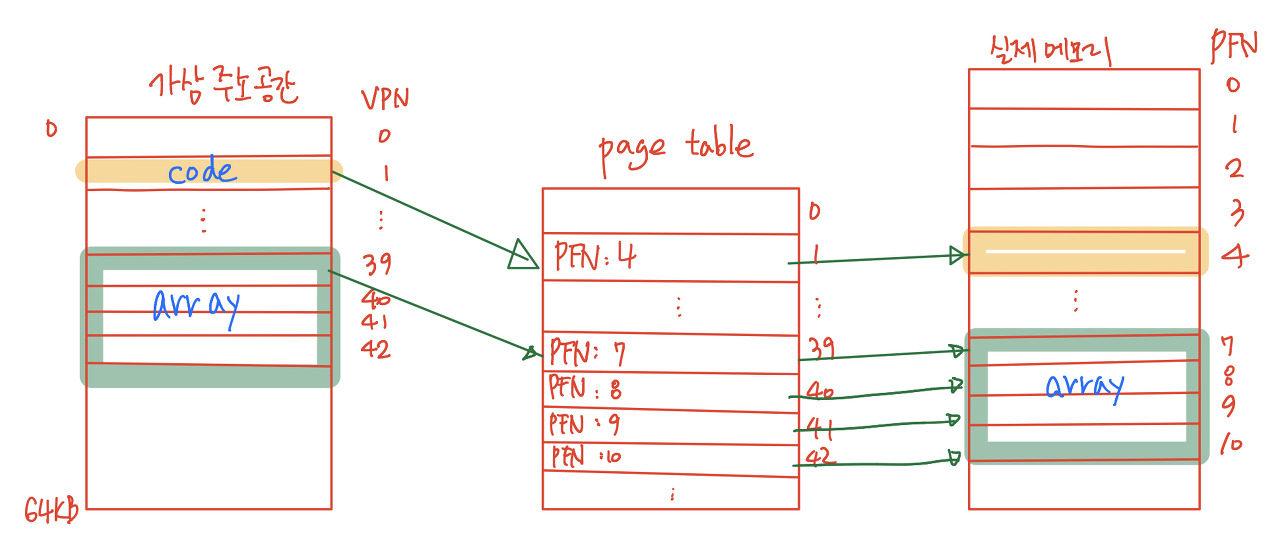 가상 주소공간
VPN
0
0
code
1
⋮
⋮
39
array
40
41
42
64KB
page table
0
PFN: 4
1
⋮
⋮
PFN: 7
39
PFN: 8
40
PFN: 9
41
PFN: 10
42
⋮
실제 메모리
PFN
0
1
2
3
4
⋮
7
array
8
9
10